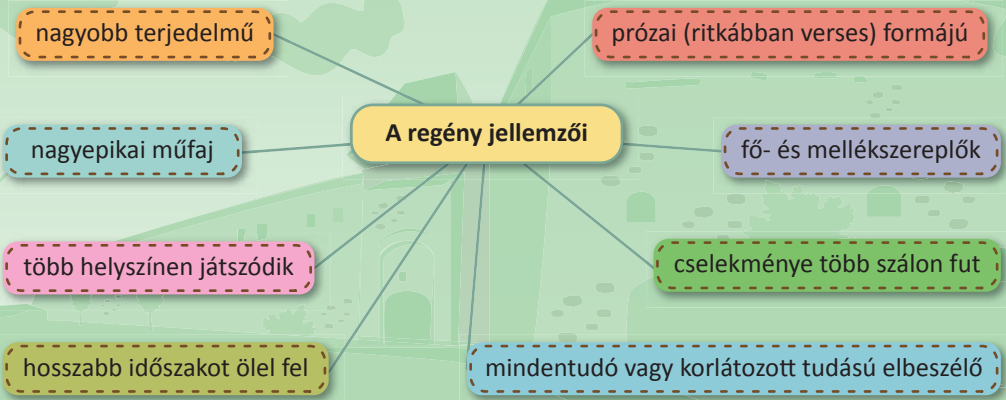 nagyobb terjedelmű
prózai (ritkábban verses) formájú
A regény jellemzői
nagyepikai műfaj
fő- és mellékszereplők
több helyszínen játszódik
cselekménye több szálon fut
hosszabb időszakot ölel fel
mindentudó vagy korlátozott tudású elbeszélő